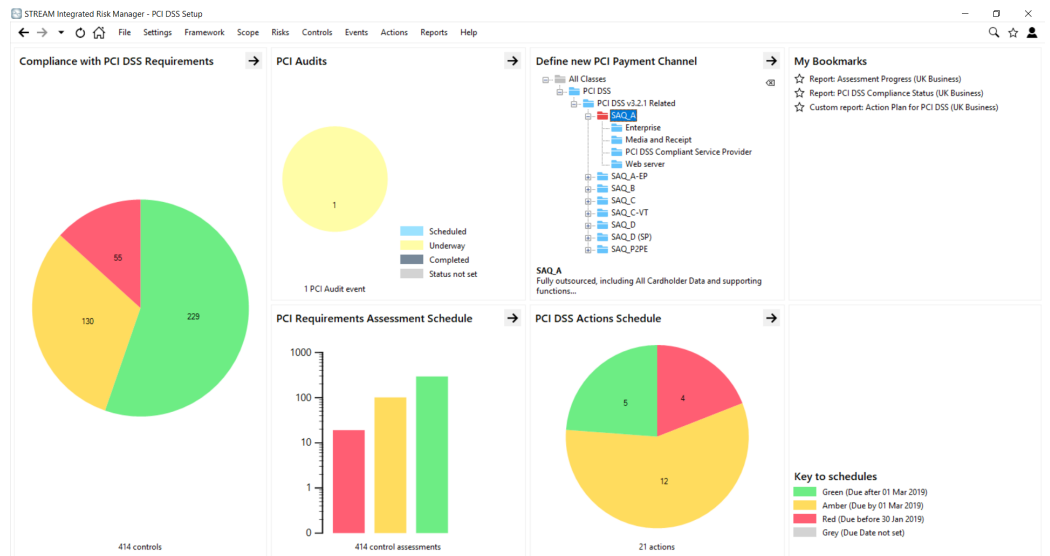 STREAM Integrated Risk Manager - PCI DSS Setup
File Settings Framework Scope Risks Controls Events Actions Reports Help
Compliance with PCI DSS Requirements
55
130
229
414 controls
PCI Audits
1
Scheduled
Underway
Completed
Status not set
1 PCI Audit event
Define new PCI Payment Channel
All Classes
PCI DSS
PCI DSS v3.2.1 Related
SAQ_A
Enterprise
Media and Receipt
PCI DSS Compliant Service Provider
Web server
SAQ_A-EP
SAQ_B
SAQ_C
SAQ_C-VT
SAQ_D
SAQ_D (SP)
SAQ_P2PE
SAQ_A
Fully outsourced, including All Cardholder Data and supporting
functions...
My Bookmarks
Report: Assessment Progress (UK Business)
Report: PCI DSS Compliance Status (UK Business)
Custom report: Action Plan for PCI DSS (UK Business)
PCI Requirements Assessment Schedule
1000
100
10
1
0
414 control assessments
PCI DSS Actions Schedule
5
4
12
21 actions
Key to schedules
Green (Due after 01 Mar 2019)
Amber (Due by 01 Mar 2019)
Red (Due before 30 Jan 2019)
Grey (Due Date not set)